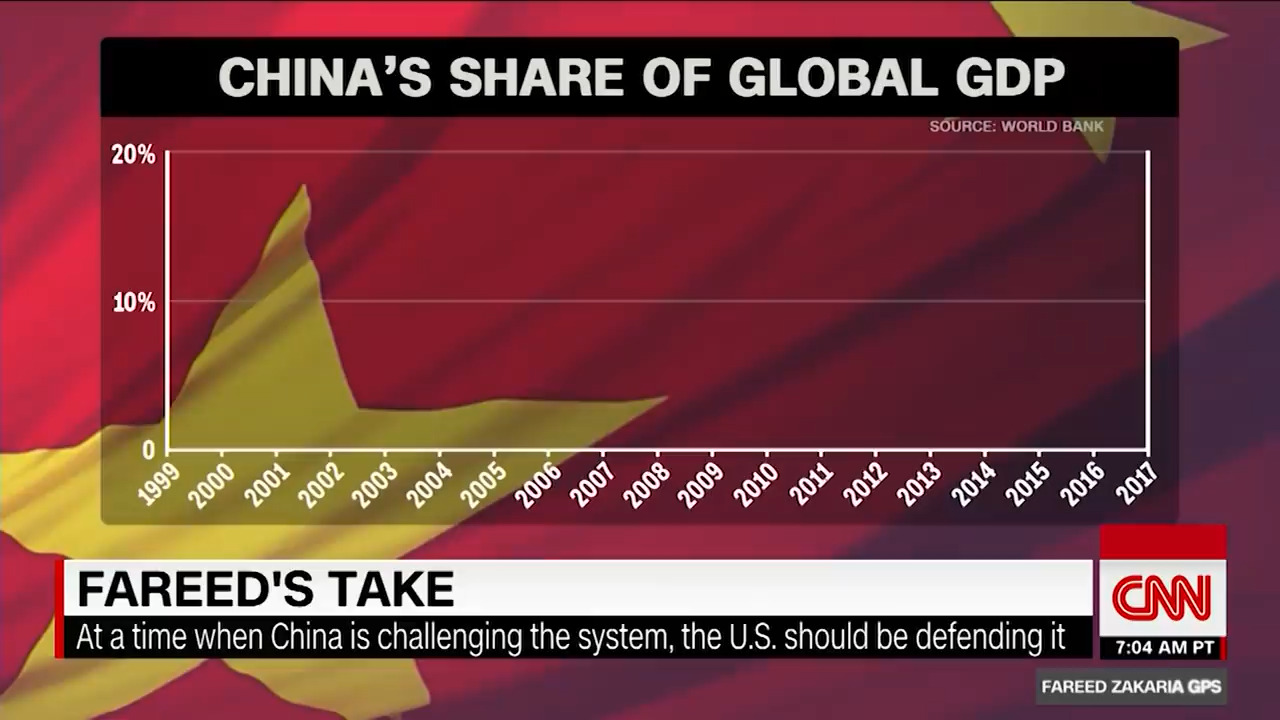 CHINA'S SHARE OF GLOBAL GDP
SOURCE: WORLD BANK
20%
10%
0
1999 2000 2001 2002 2003 2004 2005 2006 2007 2008 2009 2010 2011 2012 2013 2014 2015 2016 2017
FAREED'S TAKE
At a time when China is challenging the system, the U.S. should be defending it
CNN
7:04 AM PT
FAREED ZAKARIA GPS